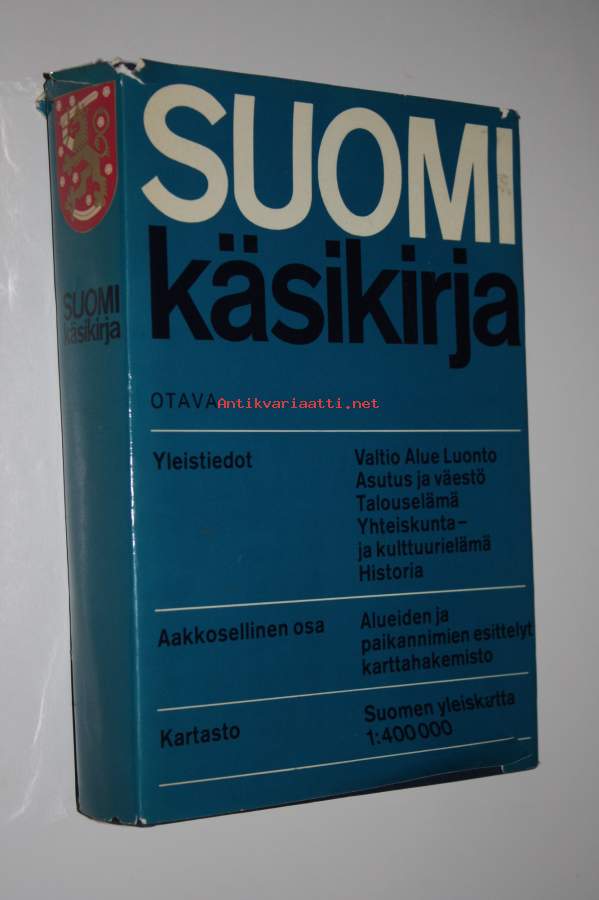 SUOMI
käsikirja
SUOMI
käsikirja
OTAVA
Antikvariaatti.net
Yleistiedot
Valtio Alue Luonto
Asutus ja väestö
Talouselämä
Yhteiskunta-
ja kulttuurielämä
Historia
Aakkosellinen osa
Alueiden ja
paikannimien esittelyt
karttahakemisto
Kartasto
Suomen yleiskartta
1:400 000